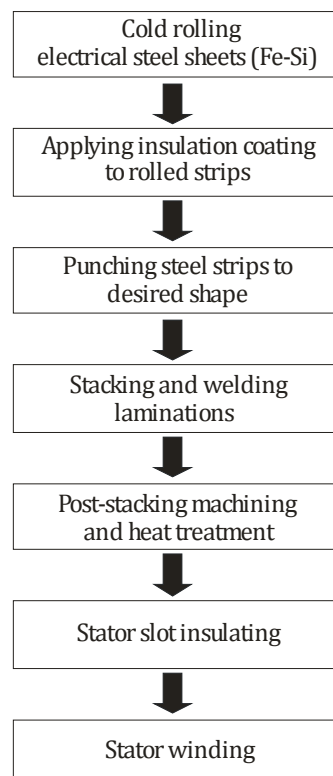 Cold rolling
electrical steel sheets (Fe-Si)
Applying insulation coating
to rolled strips
Punching steel strips to
desired shape
Stacking and welding
laminations
Post-stacking machining
and heat treatment
Stator slot insulating
Stator winding